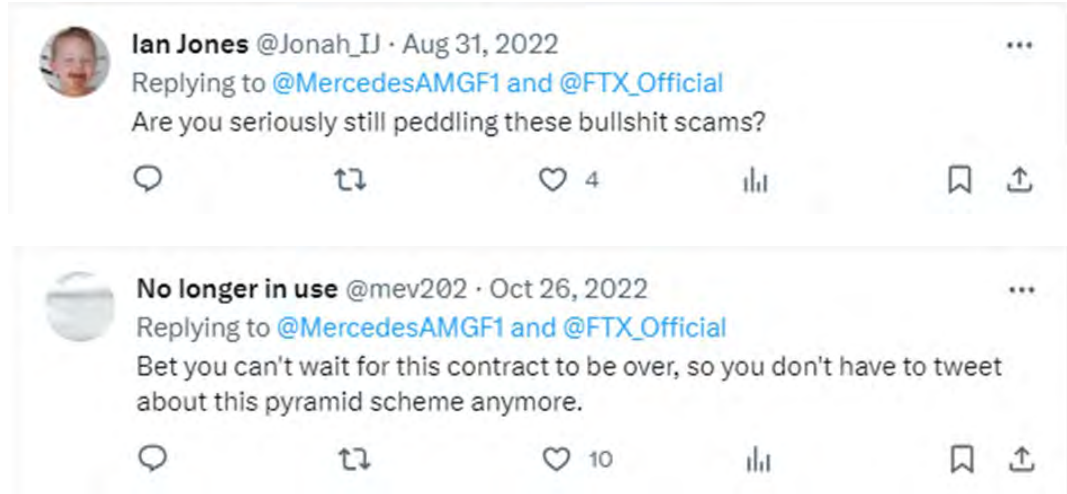 Ian Jones @Jonah_IJ · Aug 31, 2022
Replying to @MercedesAMGF1 and @FTX_Official
Are you seriously still peddling these bullshit scams?
4
No longer in use @mev202 · Oct 26, 2022
Replying to @MercedesAMGF1 and @FTX_Official
Bet you can't wait for this contract to be over, so you don't have to tweet
about this pyramid scheme anymore.
10